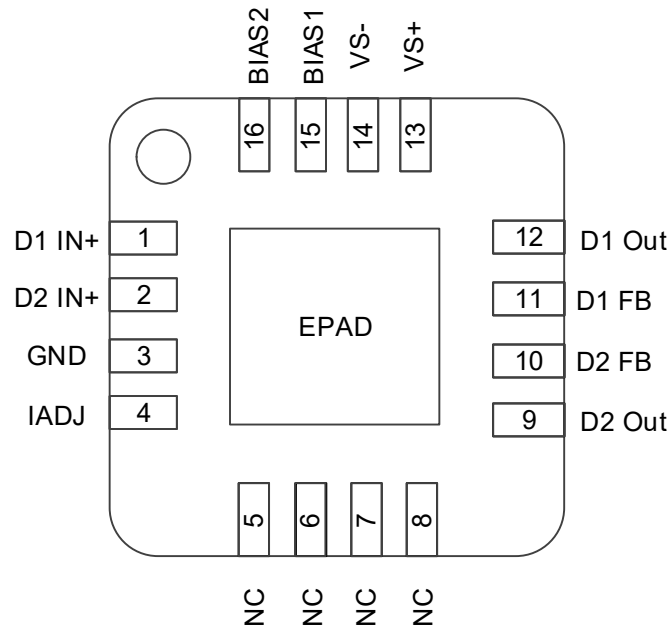 BIAS2
BIAS1
VS-
VS+
16
15
14
13
D1 IN+ 1
12 D1 Out
D2 IN+ 2
11 D1 FB
EPAD
GND 3
10 D2 FB
IADJ 4
9 D2 Out
5
6
7
8
NC
NC
NC
NC